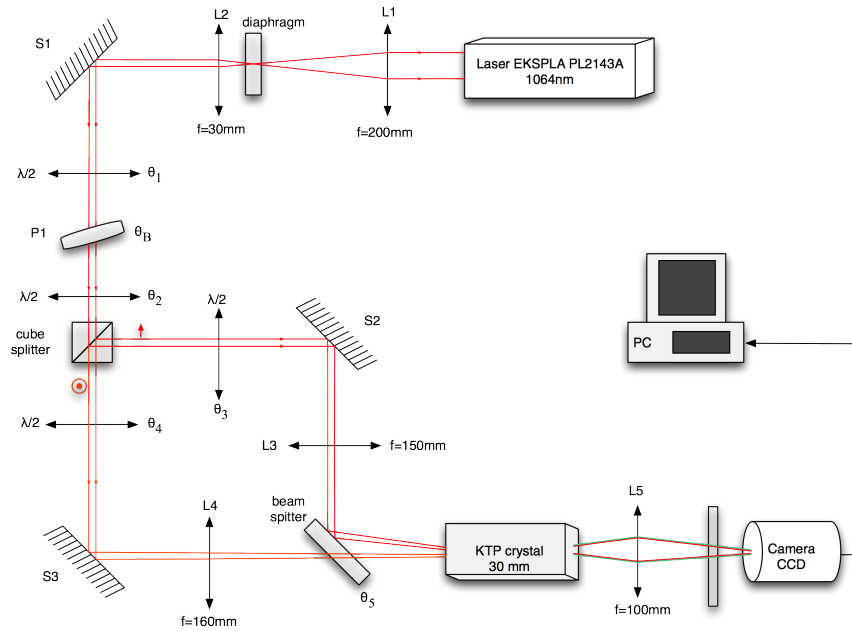 L1
diaphragm
L2
S1
Laser EKSPLA PL2143A
1064nm
f=30mm
f=200mm
λ/2
θ1
P1
θB
λ/2
θ2
λ/2
S2
cube
splitter
PC
θ3
λ/2
θ4
L3
f=150mm
L5
beam
spitter
L4
KTP crystal
30 mm
Camera
CCD
S3
θ5
f=160mm
f=100mm